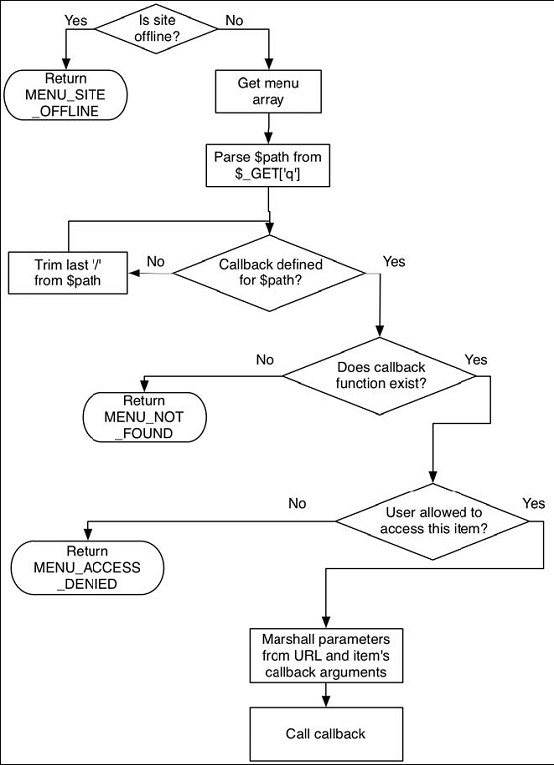 Yes
Is site
offline?
No
Return
MENU_SITE
_OFFLINE
Get menu
array
Parse $path from
$_GET['q']
Trim last '/'
from $path
No
Callback defined
for $path?
Yes
No
Does callback
function exist?
Yes
Return
MENU_NOT
_FOUND
No
User allowed to
access this item?
Yes
Return
MENU_ACCESS
_DENIED
Marshall parameters
from URL and item's
callback arguments
Call callback